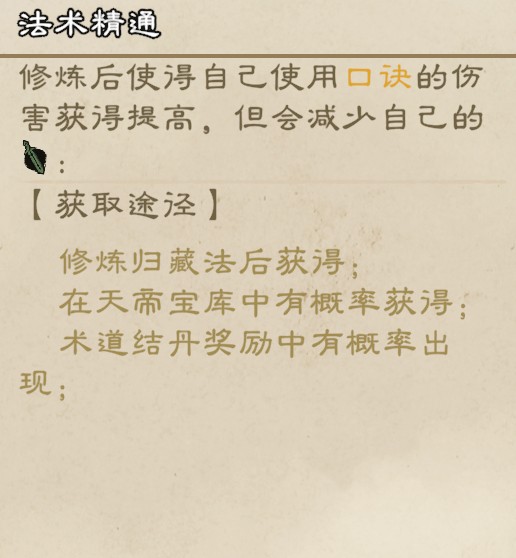 法术精通
修炼后使得自己使用口诀的伤
害获得提高，但会减少自己的
：
【获取途径】
修炼归藏法后获得；
在天帝宝库中有概率获得；
术道结丹奖励中有概率出
现；